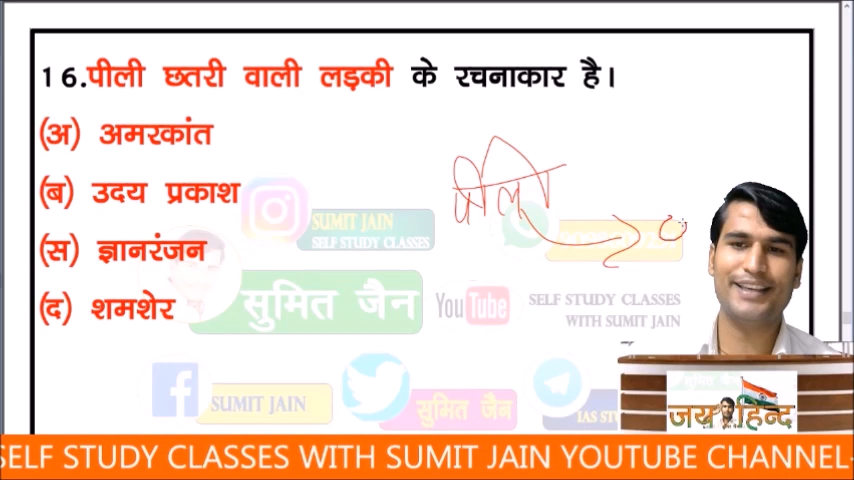 16.पीली छतरी वाली लड़की के रचनाकार है।
(अ) अमरकांत
(ब) उदय प्रकाश
(स) ज्ञानरंजन
(द) शमशेर
पीली
SUMIT JAIN
SELF STUDY CLASSES
सुमित जैन
YouTube
SELF STUDY CLASSES
WITH SUMIT JAIN
SUMIT JAIN
सुमित जैन
जय हिन्द
SELF STUDY CLASSES WITH SUMIT JAIN YOUTUBE CHANNEL-